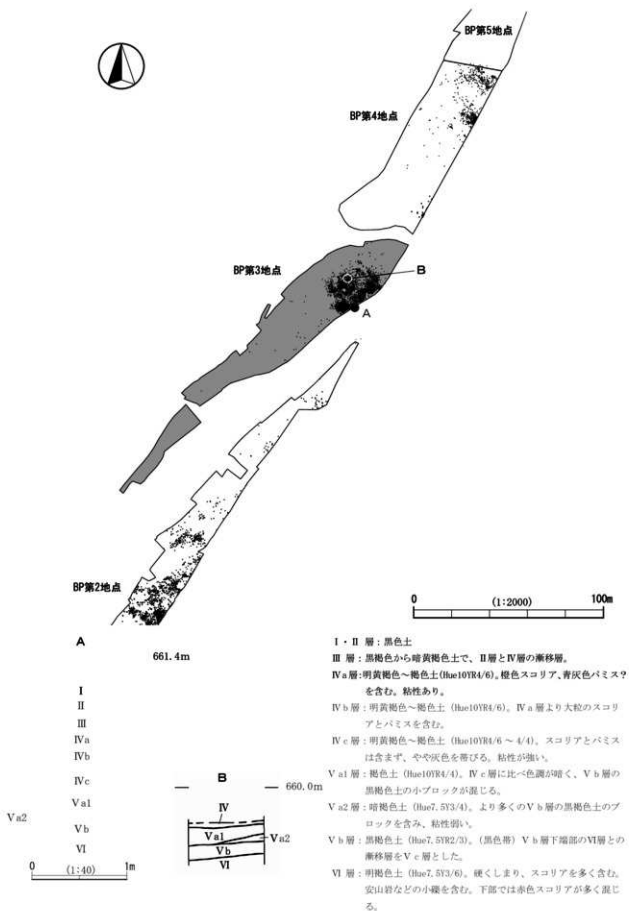 BP第5地点
BP第4地点
BP第3地点
B
A
BP第2地点
0 (1:2000) 100m
A
661.4m
I
II
III
IVa
IVb
IVc
Va1
Va2
Vb
VI
0 (1:40) 1m
B
660.0m
IV
Va1
Va2
Vb
VI
I・II 層：黒色土
III 層：黒褐色から暗黄褐色土で、II層とIV層の漸移層。
IVa層：明黄褐色～褐色土(Hue10YR4/6)。橙色スコリア、青灰色パミス?
を含む。粘性あり。
IVb層：明黄褐色～褐色土 (Hue10YR4/6)。IVa層より大粒のスコリ
アとパミスを含む。
IVc層：明黄褐色～褐色土 (Hue10YR4/6 ～ 4/4)。スコリアとパミス
は含まず、やや灰色を帯びる。粘性が強い。
Va1層：褐色土 (Hue10YR4/4)。IVc層に比べ色調が暗く、Vb層の
黒褐色土の小ブロックが混じる。
Va2層：暗褐色土 (Hue7.5Y3/4)。より多くのVb層の黒褐色土のブ
ロックを含み、粘性弱い。
Vb層：黒褐色土 (Hue7.5YR2/3)。(黒色帯) Vb層下端部のVI層との
漸移層をVc層とした。
VI 層：明褐色土 (Hue7.5Y3/6)。硬くしまり、スコリアを多く含む。
安山岩などの小礫を含む。下部では赤色スコリアが多く混じ
る。